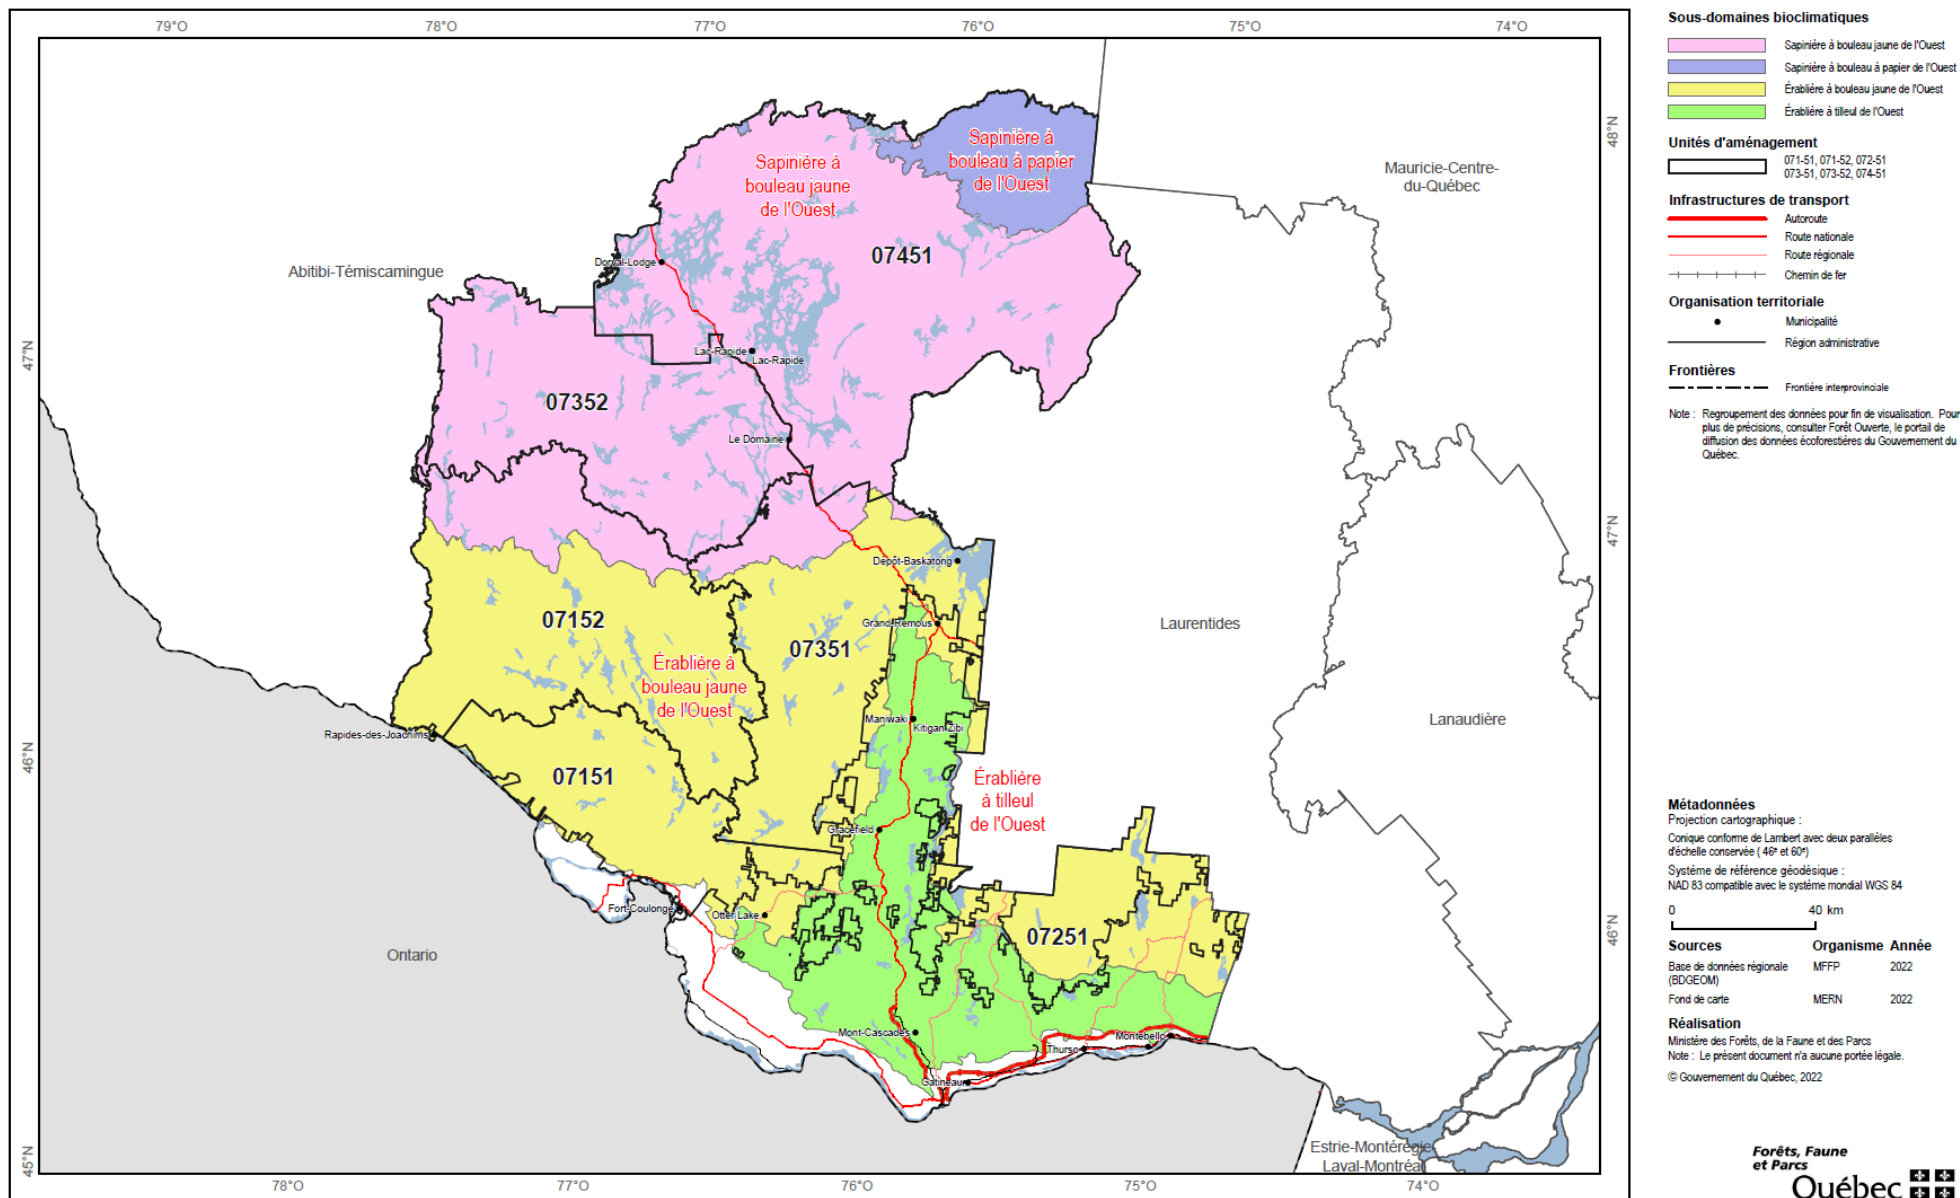 79°O
78°O
77°O
76°O
75°O
74°O
48°N
47°N
47°N
46°N
46°N
45°N
78°O
77°O
76°O
75°O
74°O
Sapinière à
bouleau à papier
de l'Ouest
Sapinière à
bouleau jaune
de l'Ouest
07451
Mauricie-Centre-
du-Québec
Abitibi-Témiscamingue
Dorval-Lodge
Lac-Rapide
Lac-Rapide
07352
Le Domaine
Dépôt-Baskatong
07152
Grand-Remous
Laurentides
07351
Érablière à
bouleau jaune
de l'Ouest
Maniwaki
Kitigan Zibi
Lanaudière
Rapides-des-Joachims
07151
Érablière
à tilleul
de l'Ouest
Gracefield
Fort-Coulonge
Otter Lake
07251
Ontario
Mont-Cascades
Montebello
Thurso
Gatineau
Estrie-Montérégie
Laval-Montréal
Sous-domaines bioclimatiques
Sapinière à bouleau jaune de l'Ouest
Sapinière à bouleau à papier de l'Ouest
Érablière à bouleau jaune de l'Ouest
Érablière à tilleul de l'Ouest
Unités d'aménagement
071-51, 071-52, 072-51
073-51, 073-52, 074-51
Infrastructures de transport
Autoroute
Route nationale
Route régionale
Chemin de fer
Organisation territoriale
Municipalité
Région administrative
Frontières
Frontière interprovinciale
Note : Regroupement des données pour fin de visualisation. Pour
plus de précisions, consulter Forêt Ouverte, le portail de
diffusion des données écoforestières du Gouvernement du
Québec.
Métadonnées
Projection cartographique :
Conique conforme de Lambert avec deux parallèles
d'échelle conservée ( 46e et 60e)
Système de référence géodésique :
NAD 83 compatible avec le système mondial WGS 84
0 40 km
Sources Organisme Année
Base de données régionale MFFP 2022
(BDGEOM)
Fond de carte MERN 2022
Réalisation
Ministère des Forêts, de la Faune et des Parcs
Note : Le présent document n'a aucune portée légale.
© Gouvernement du Québec, 2022
Forêts, Faune
et Parcs
Québec